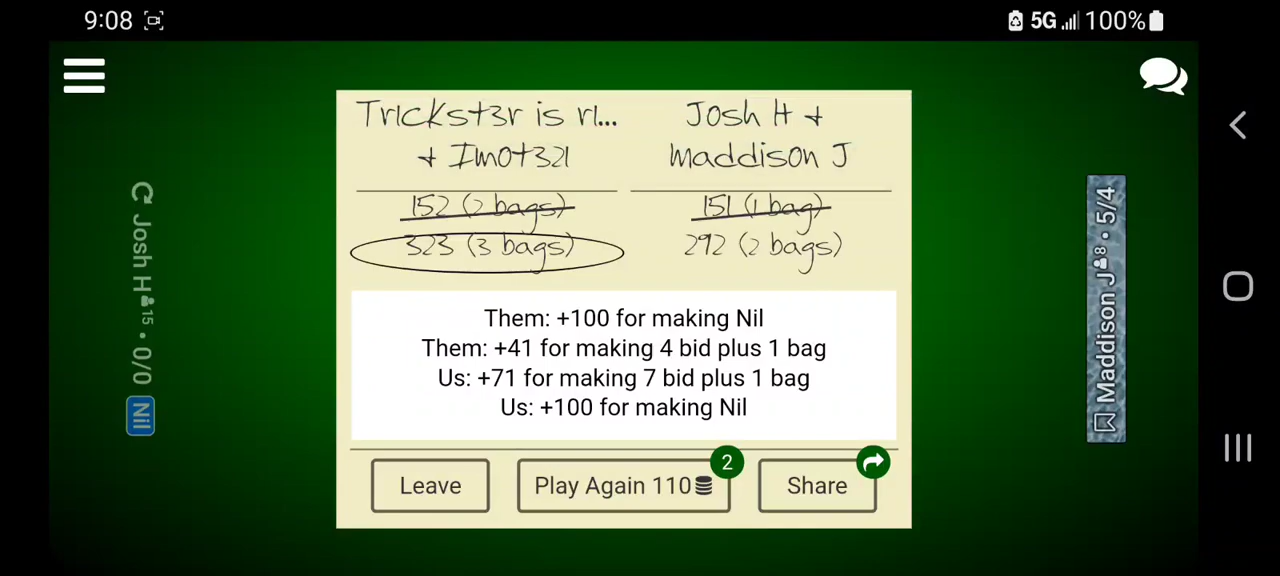 9:08
5G 100%
Tr1ckst3r is ri...
+ Imot321
Josh H +
Maddison J
152 (2 bags)
151 (1 bag)
323 (3 bags)
292 (2 bags)
Josh H 15 • 0/0 Nil
Maddison J 8 • 5/4
Them: +100 for making Nil
Them: +41 for making 4 bid plus 1 bag
Us: +71 for making 7 bid plus 1 bag
Us: +100 for making Nil
Leave
Play Again 110
2
Share